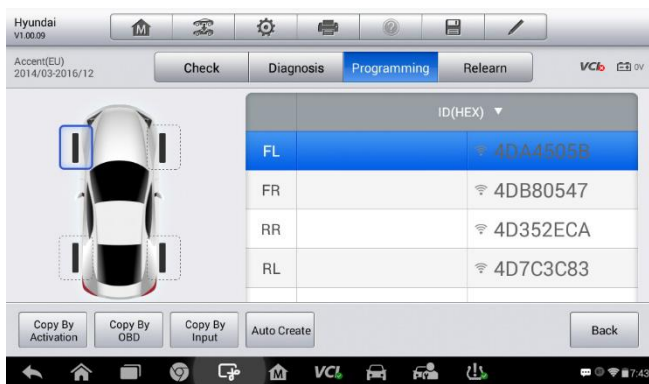 Hyundai
V1.00.09
Accent(EU)
2014/03-2016/12
Check
Diagnosis
Programming
Relearn
VCI
0V
ID(HEX) ▼
FL
4DA4505B
FR
4DB80547
RR
4D352ECA
RL
4D7C3C83
Copy By
Activation
Copy By
OBD
Copy By
Input
Auto Create
Back
VCI
7:43